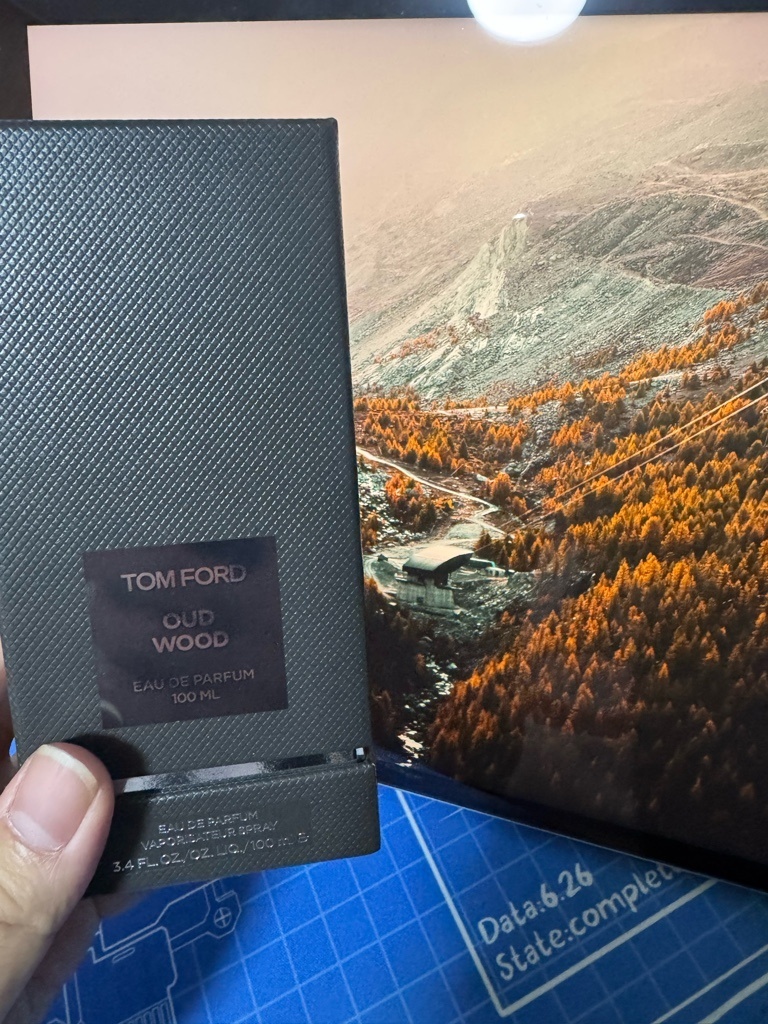 TOM FORD
OUD
WOOD
EAU DE PARFUM
100 ML
EAU DE PARFUM
VAPORISATEUR SPRAY
3.4 FL.OZ./OZ. LIQ./100 ml ℮
Data:6.26
State:complete